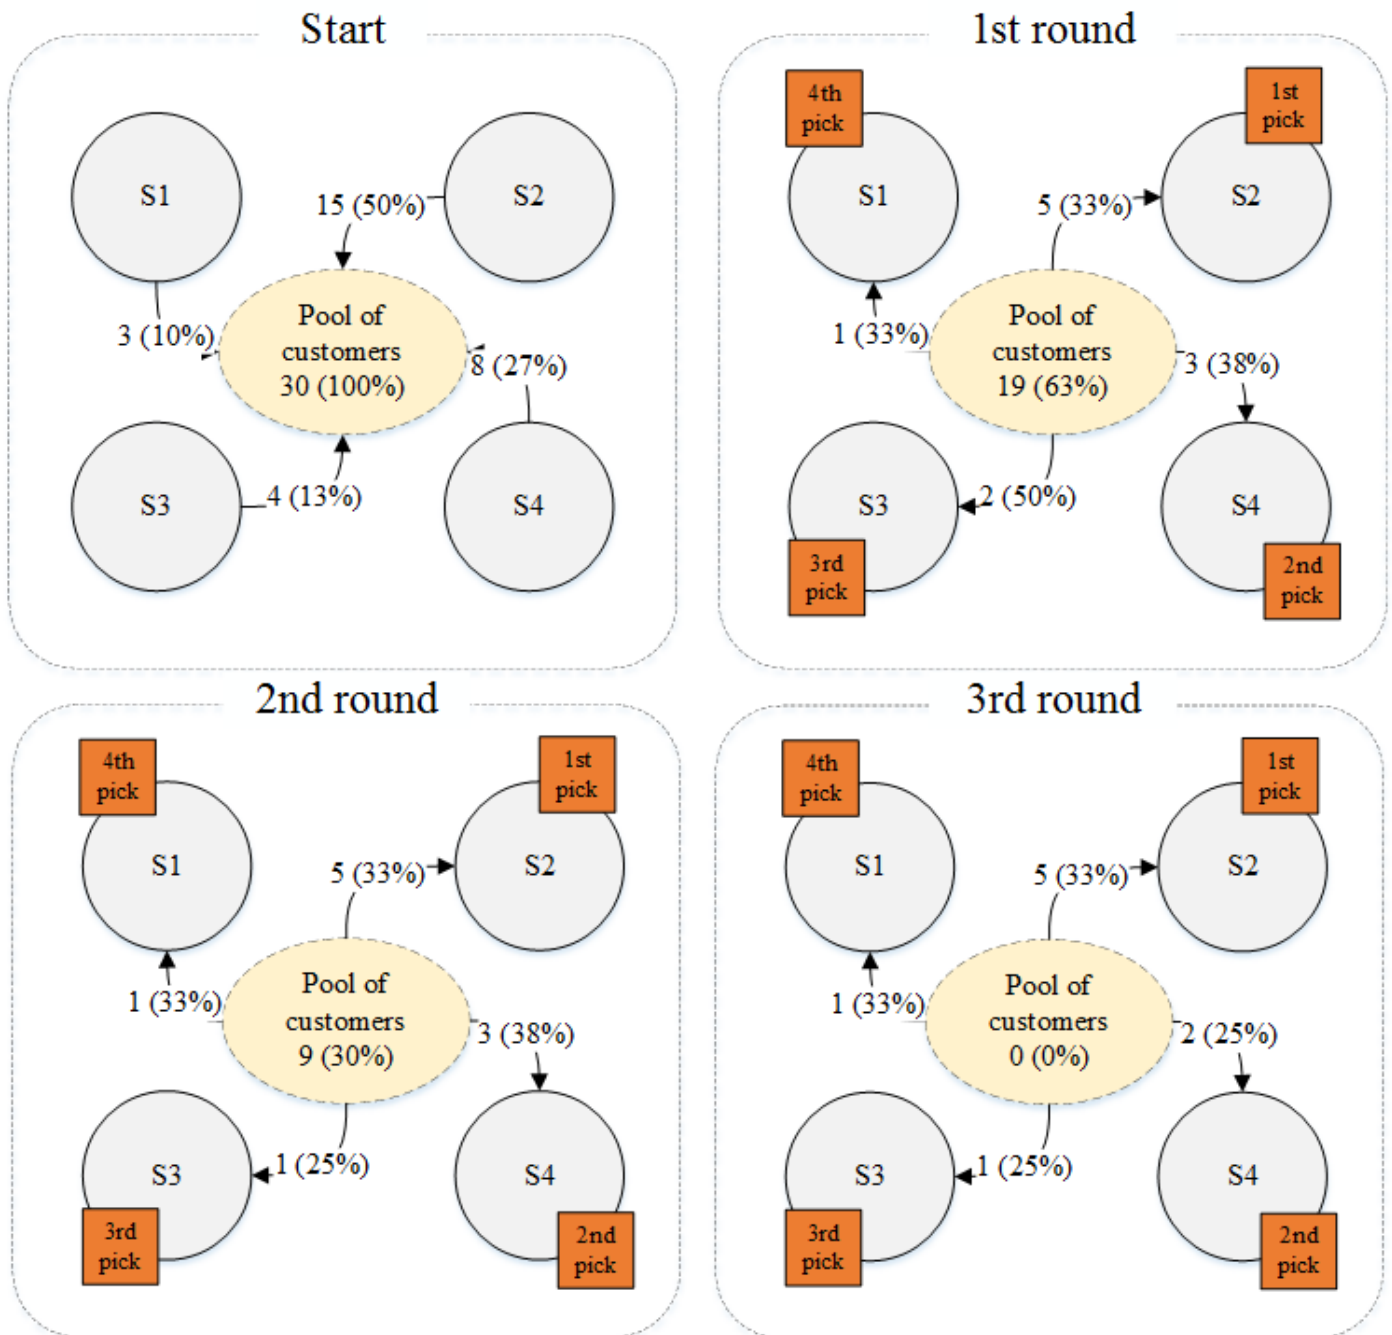 Start
S1
S2
15 (50%)
3 (10%)
Pool of
customers
30 (100%)
8 (27%)
S3
4 (13%)
S4
1st round
4th
pick
1st
pick
S1
S2
5 (33%)
1 (33%)
Pool of
customers
19 (63%)
3 (38%)
S3
2 (50%)
S4
3rd
pick
2nd
pick
2nd round
4th
pick
1st
pick
S1
S2
5 (33%)
1 (33%)
Pool of
customers
9 (30%)
3 (38%)
S3
1 (25%)
S4
3rd
pick
2nd
pick
3rd round
4th
pick
1st
pick
S1
S2
5 (33%)
1 (33%)
Pool of
customers
0 (0%)
2 (25%)
S3
1 (25%)
S4
3rd
pick
2nd
pick